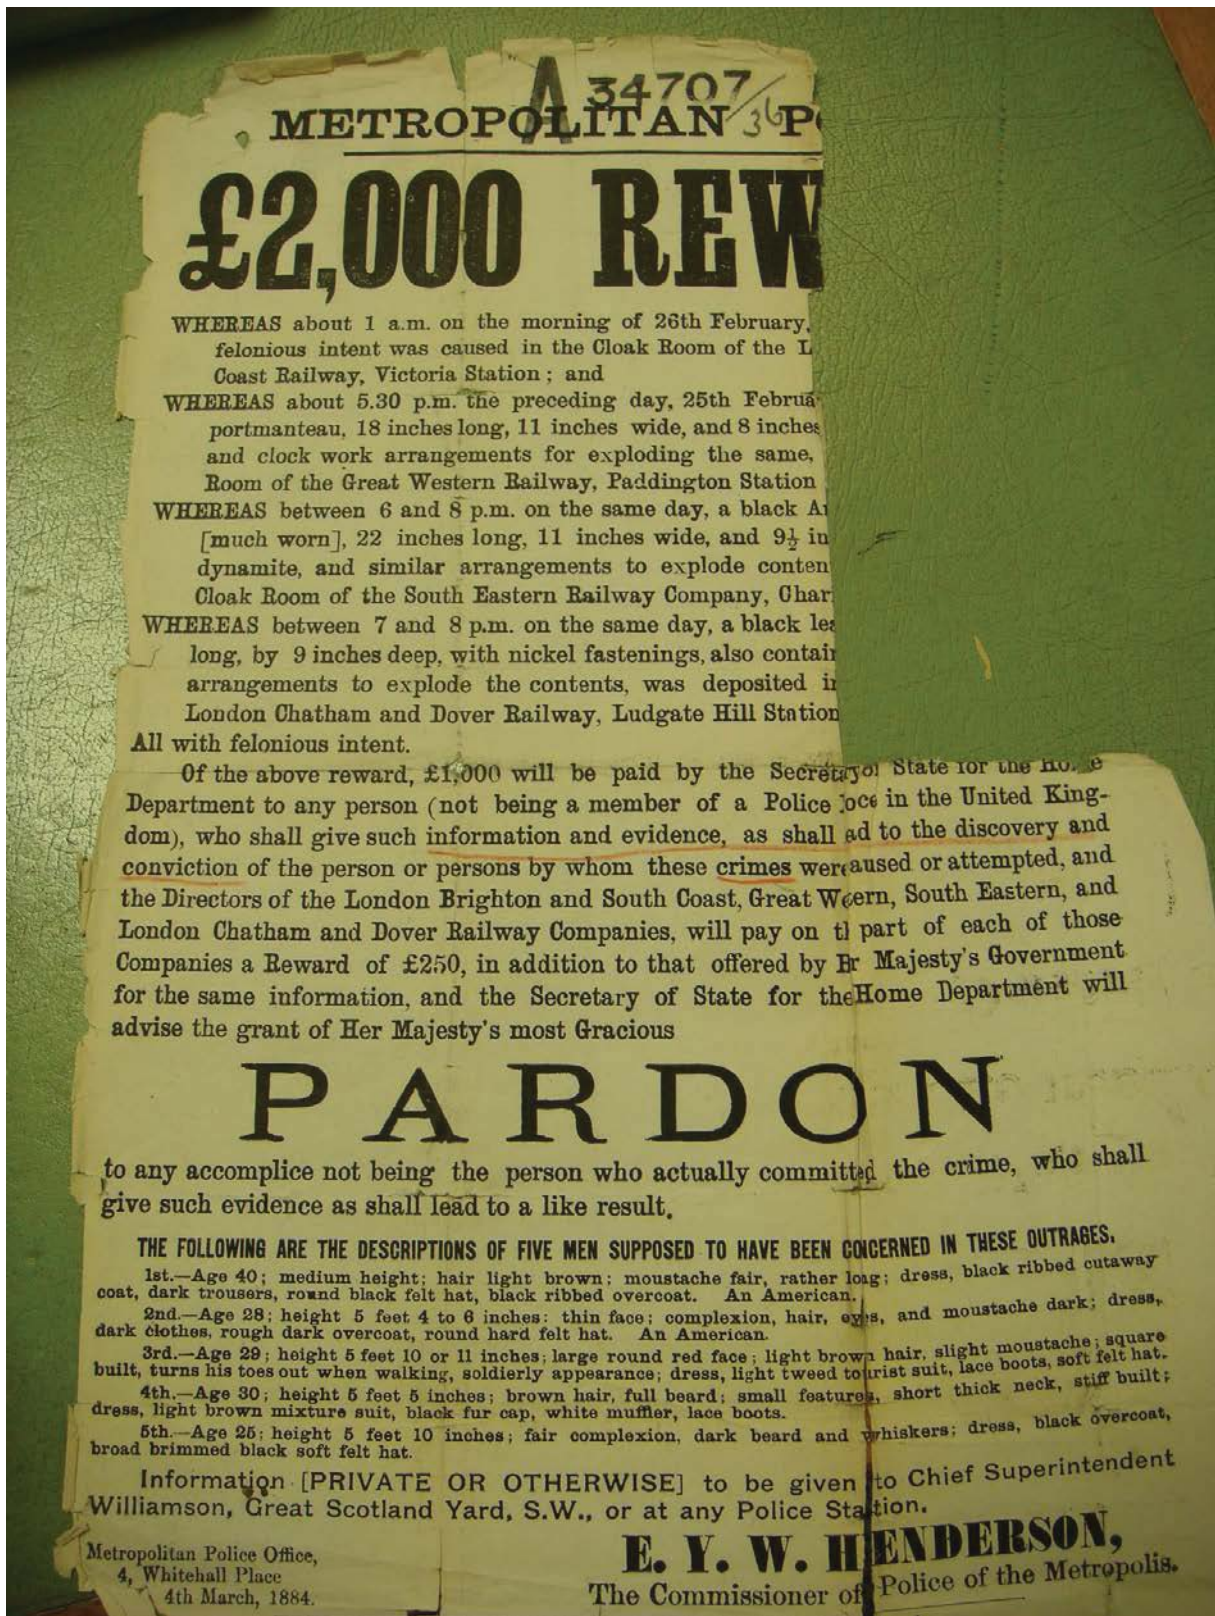 A 34707/36
METROPOLITAN P
£2,000 REW
WHEREAS about 1 a.m. on the morning of 26th February,
felonious intent was caused in the Cloak Room of the L
Coast Railway, Victoria Station; and
WHEREAS about 5.30 p.m. the preceding day, 25th Februa
portmanteau, 18 inches long, 11 inches wide, and 8 inches
and clock work arrangements for exploding the same,
Room of the Great Western Railway, Paddington Station
WHEREAS between 6 and 8 p.m. on the same day, a black A
[much worn], 22 inches long, 11 inches wide, and 9½ in
dynamite, and similar arrangements to explode conten
Cloak Room of the South Eastern Railway Company, Char
WHEREAS between 7 and 8 p.m. on the same day, a black lea
long, by 9 inches deep, with nickel fastenings, also contain
arrangements to explode the contents, was deposited in
London Chatham and Dover Railway, Ludgate Hill Station
All with felonious intent.
Of the above reward, £1,000 will be paid by the Secretary of State for the Ho e
Department to any person (not being a member of a Police oce in the United King-
dom), who shall give such information and evidence, as shall ad to the discovery and
conviction of the person or persons by whom these crimes were aused or attempted, and
the Directors of the London Brighton and South Coast, Great W ern, South Eastern, and
London Chatham and Dover Railway Companies, will pay on t part of each of those
Companies a Reward of £250, in addition to that offered by H r Majesty's Government
for the same information, and the Secretary of State for the Home Department will
advise the grant of Her Majesty's most Gracious
PARDON
to any accomplice not being the person who actually committed the crime, who shall
give such evidence as shall lead to a like result.
THE FOLLOWING ARE THE DESCRIPTIONS OF FIVE MEN SUPPOSED TO HAVE BEEN CONCERNED IN THESE OUTRAGES.
1st.—Age 40; medium height; hair light brown; moustache fair, rather long; dress, black ribbed cutaway
coat, dark trousers, round black felt hat, black ribbed overcoat. An American.
2nd.—Age 28; height 5 feet 4 to 6 inches: thin face; complexion, hair, eyes, and moustache dark; dress,
dark clothes, rough dark overcoat, round hard felt hat. An American.
3rd.—Age 29; height 5 feet 10 or 11 inches; large round red face; light brown hair, slight moustache; square
built, turns his toes out when walking, soldierly appearance; dress, light tweed tourist suit, lace boots, soft felt hat.
4th.—Age 30; height 5 feet 5 inches; brown hair, full beard; small features, short thick neck, stiff built;
dress, light brown mixture suit, black fur cap, white muffler, lace boots.
5th.—Age 25; height 5 feet 10 inches; fair complexion, dark beard and whiskers; dress, black overcoat,
broad brimmed black soft felt hat.
Information [PRIVATE OR OTHERWISE] to be given to Chief Superintendent
Williamson, Great Scotland Yard, S.W., or at any Police Station.
E. Y. W. HENDERSON,
The Commissioner of Police of the Metropolis.
Metropolitan Police Office,
4, Whitehall Place
4th March, 1884.